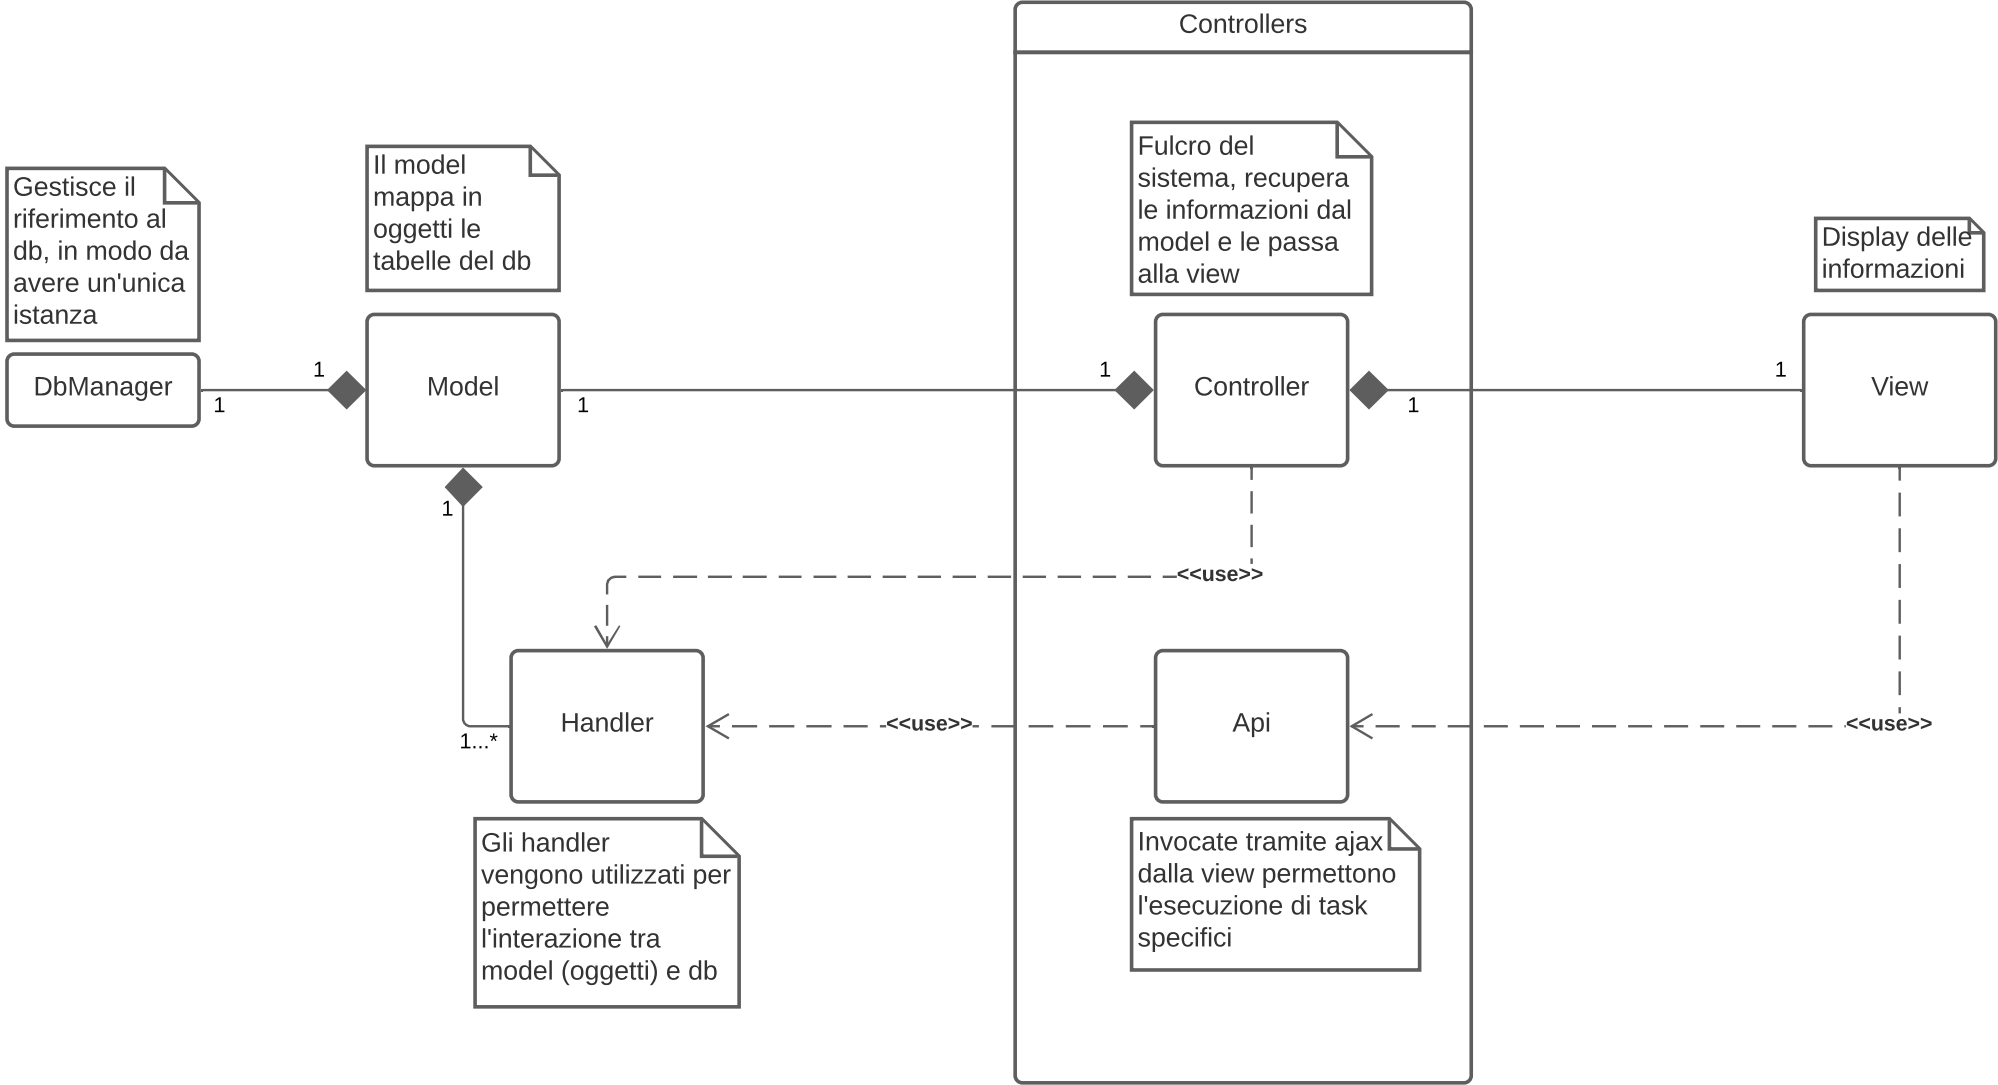 Controllers
Gestisce il
riferimento al
db, in modo da
avere un'unica
istanza
Il model
mappa in
oggetti le
tabelle del db
Fulcro del
sistema, recupera
le informazioni dal
model e le passa
alla view
Display delle
informazioni
DbManager
1
1
Model
1
1
Controller
1
1
View
1
1...*
<<use>>
Handler
<<use>>
Api
<<use>>
Gli handler
vengono utilizzati per
permettere
l'interazione tra
model (oggetti) e db
Invocate tramite ajax
dalla view permettono
l'esecuzione di task
specifici